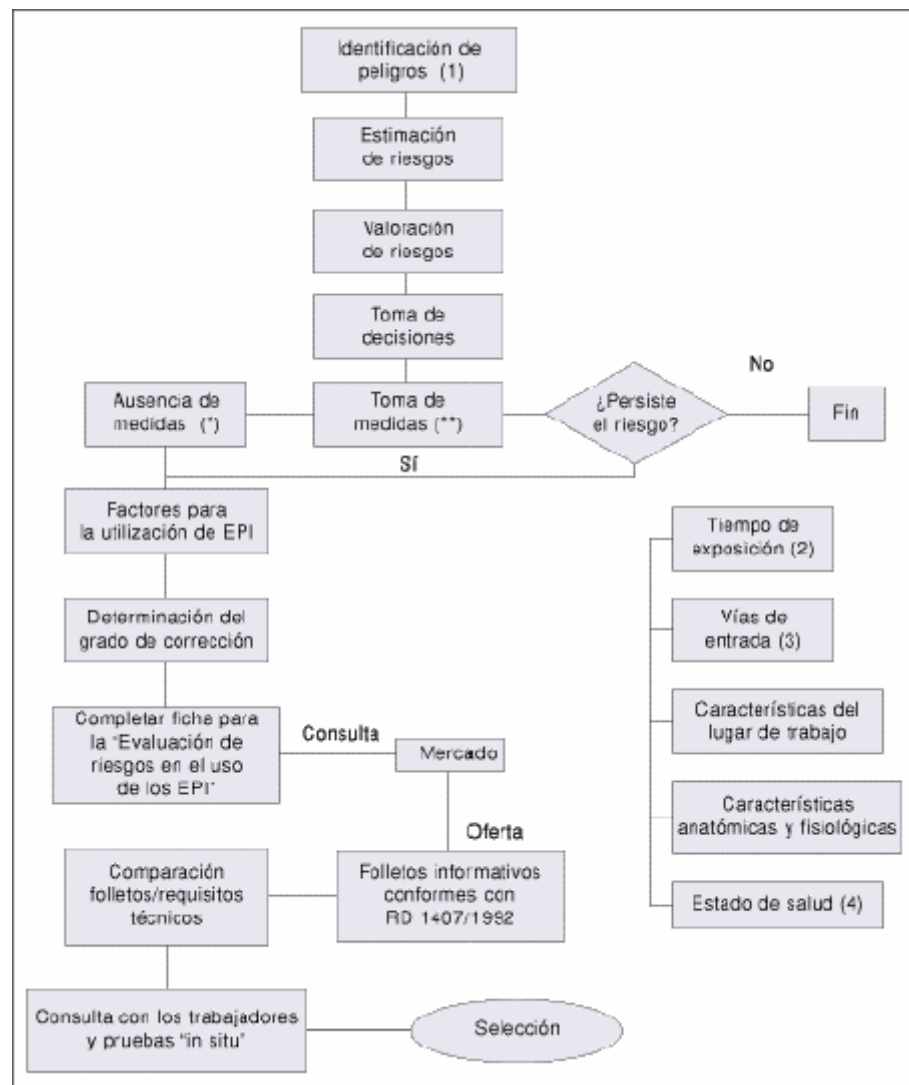 Identificación de
peligros (1)
Estimación
de riesgos
Valoración
de riesgos
Toma de
decisiones
Ausencia de
medidas (*)
Toma de
medidas (**)
¿Persiste
el riesgo?
No
Fin
Sí
Factores para
la utilización de EPI
Determinación del
grado de corrección
Completar ficha para
la "Evaluación de
riesgos en el uso
de los EPI"
Consulta
Mercado
Oferta
Folletos informativos
conformes con
RD 1407/1992
Comparación
folletos/requisitos
técnicos
Consulta con los trabajadores
y pruebas "in situ"
Selección
Tiempo de
exposición (2)
Vías de
entrada (3)
Características del
lugar de trabajo
Características
anatómicas y fisiológicas
Estado de salud (4)